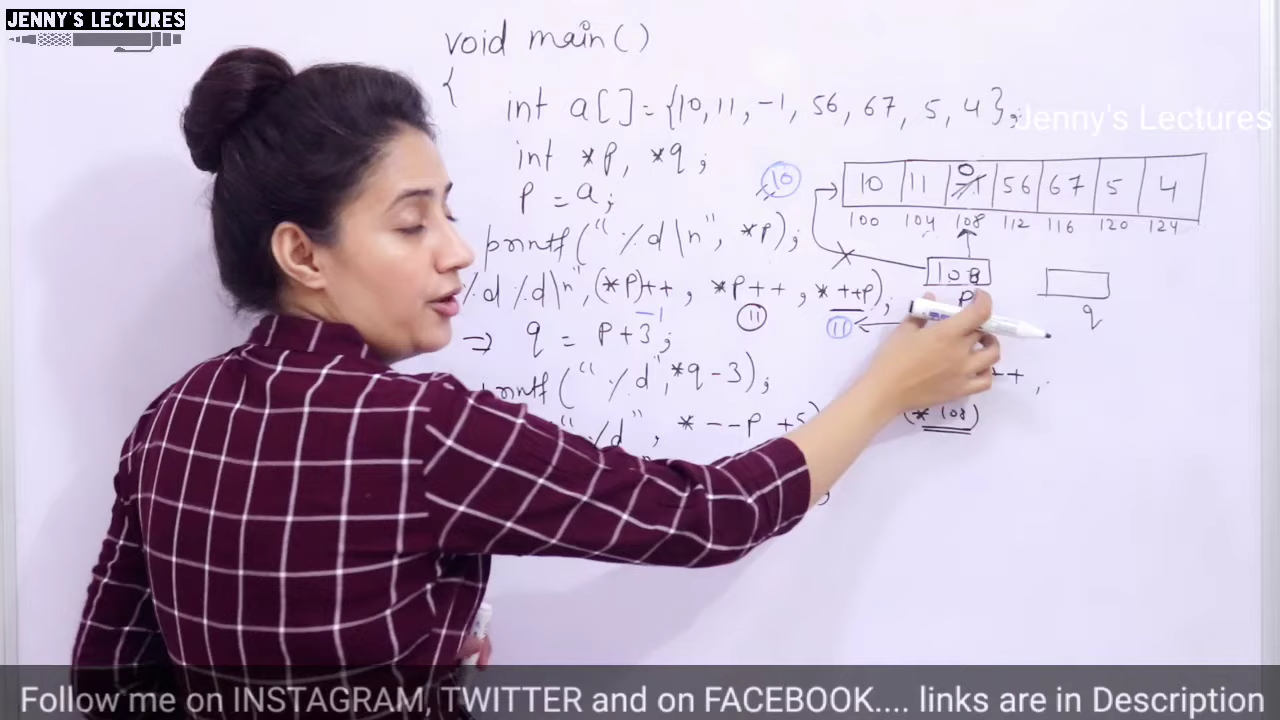 JENNY'S LECTURES
void main()
{
int a[] = {10, 11, -1, 56, 67, 5, 4};
Jenny's Lectures
int *p, *q;
p = a;
10
10 11 0 -1 56 67 5 4
100 104 108 112 116 120 124
printf("%d\n", *p);
108
p
q
%d %d\n", (*p)++, *p++, *++p);
-1 11 11
→ q = p+3;
printf("%d", *q-3);
++,
(*108)
%d", *--p+5)
Follow me on INSTAGRAM, TWITTER and on FACEBOOK.... links are in Description